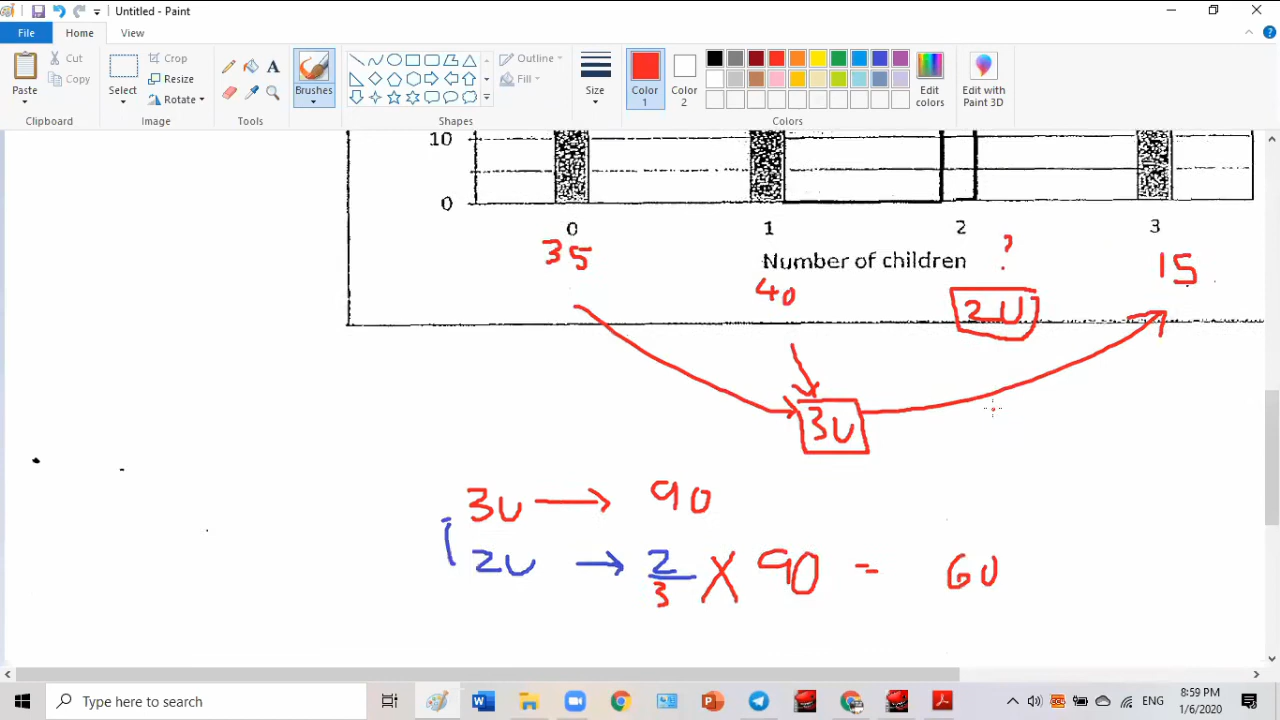 Untitled - Paint
File Home View
Paste
Cut
Copy
Clipboard
Select
Crop
Resize
Rotate
Image
Tools
Brushes
Outline
Fill
Shapes
Size
Color 1
Color 2
Edit colors
Edit with Paint 3D
Colors
10
0
0 1 2 3
Number of children
35
40
?
15
2U
3U
3U → 90
2U → 2/3 X 90 = 60
Type here to search
ENG
8:59 PM
1/6/2020